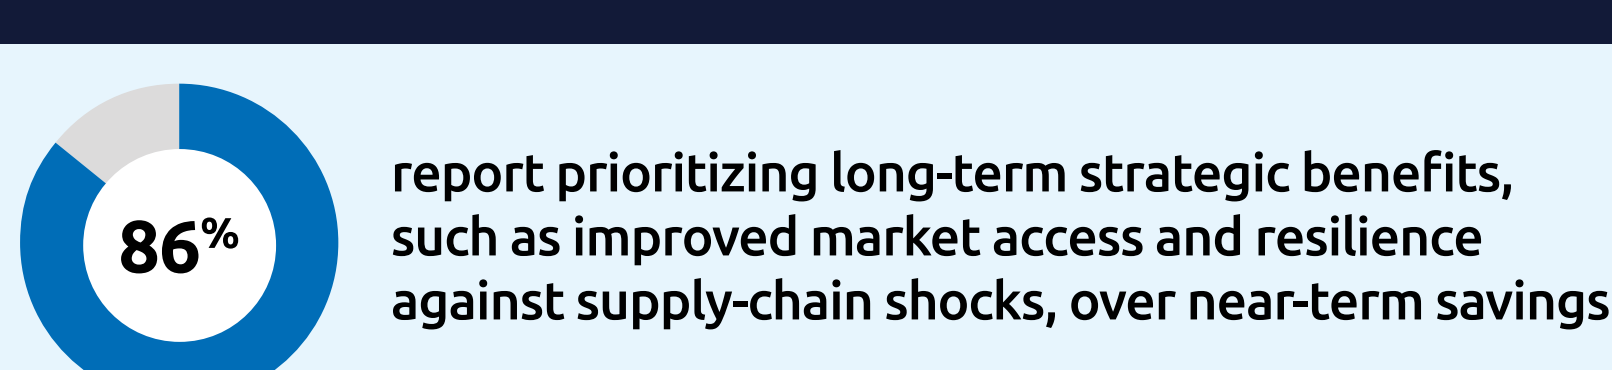 86%
report prioritizing long-term strategic benefits,
such as improved market access and resilience
against supply-chain shocks, over near-term savings